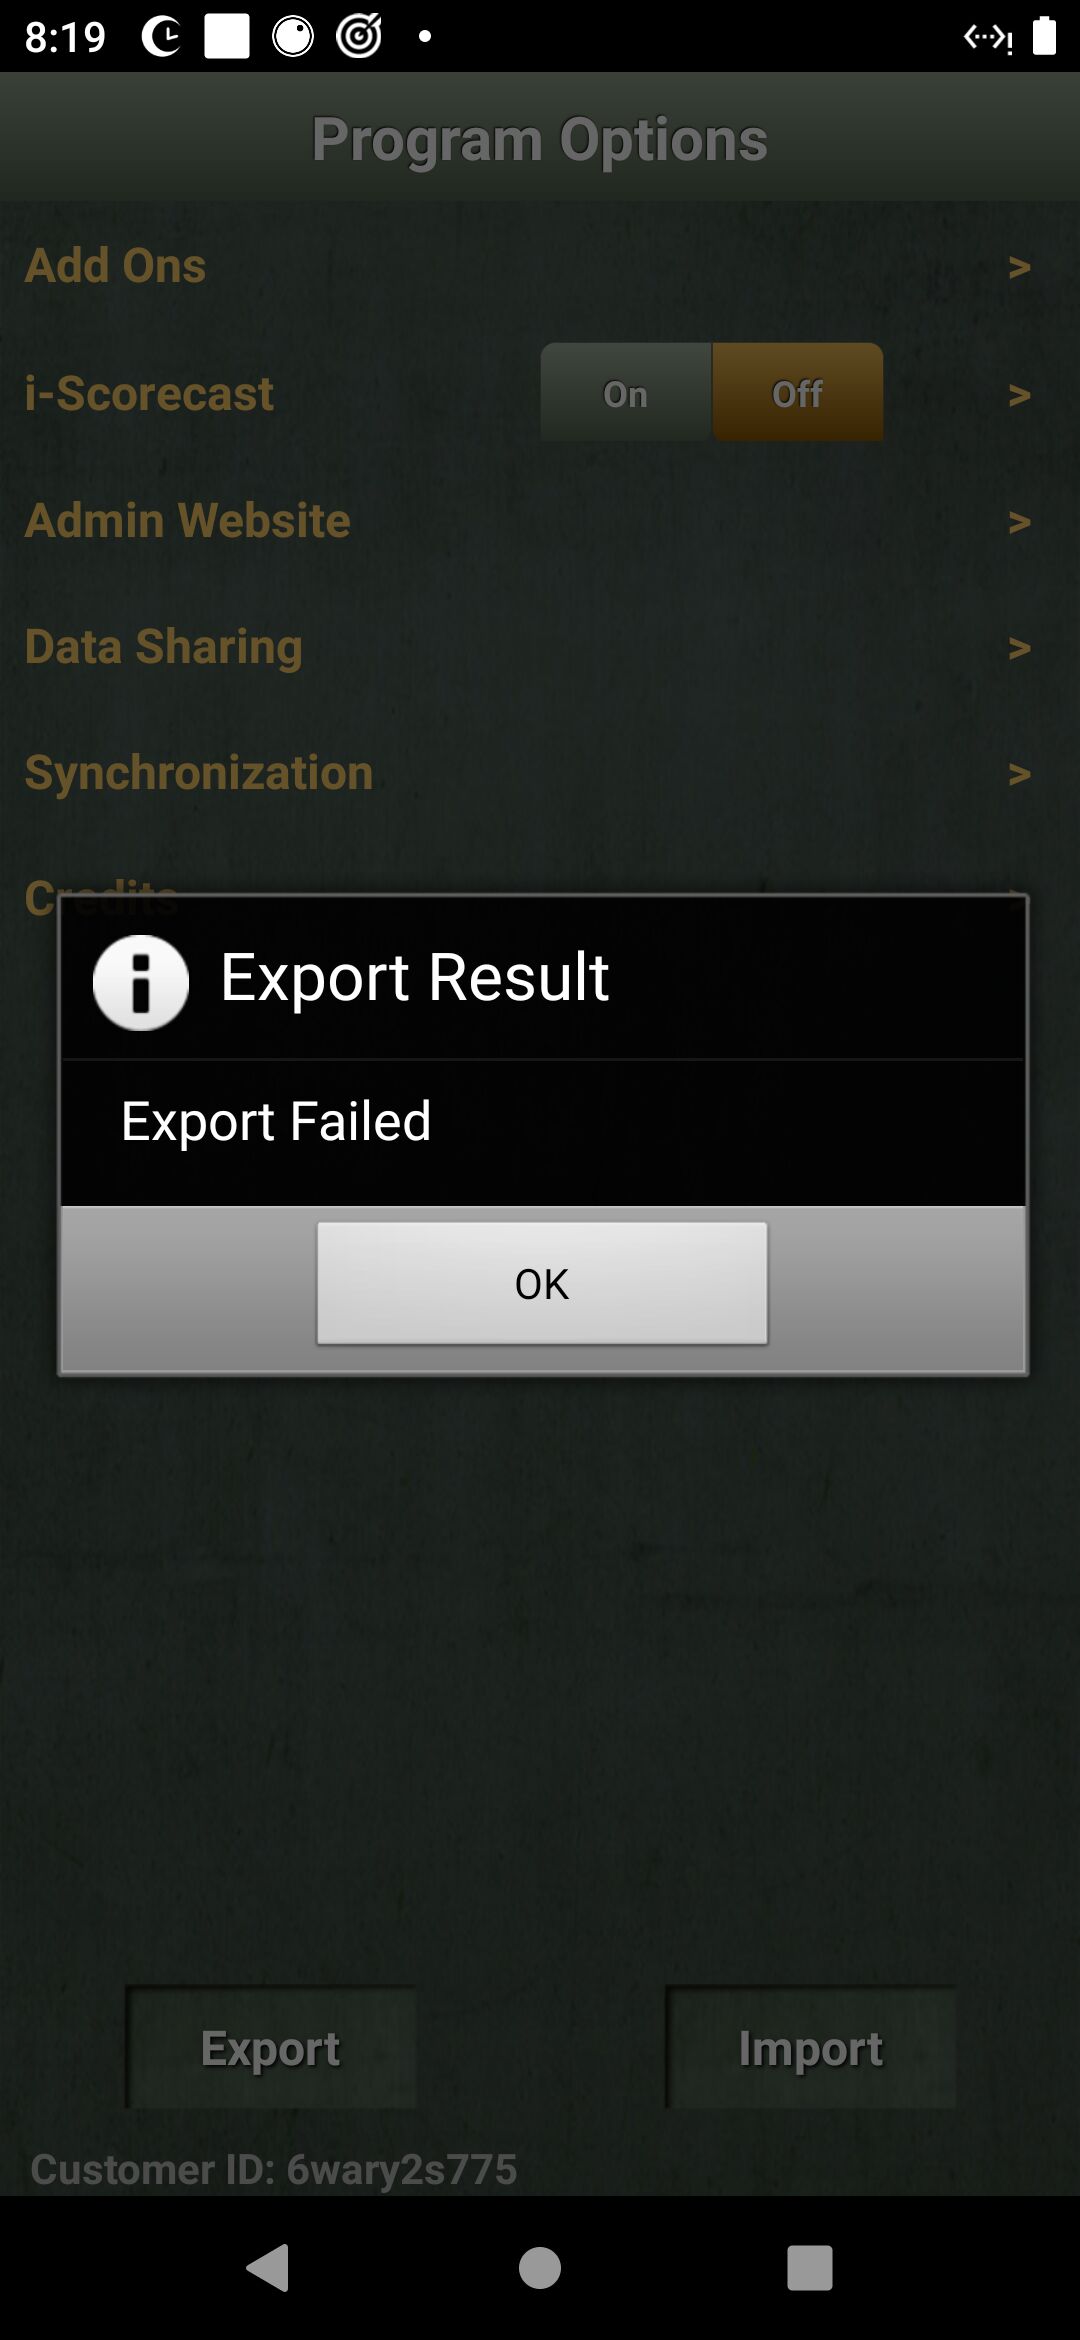 8:19
Program Options
Add Ons >
i-Scorecast On Off >
Admin Website >
Data Sharing >
Synchronization >
Credits >
Export Result
Export Failed
OK
Export Import
Customer ID: 6wary2s775